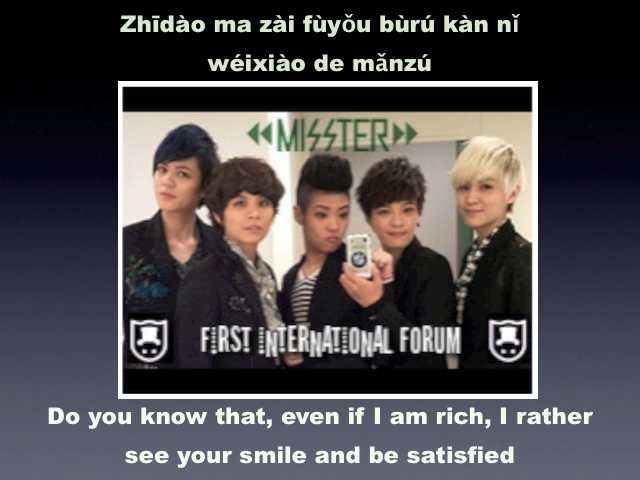 Zhīdào ma zài fùyǒu bùrú kàn nǐ
wéixiào de mǎnzú
MISSTER
FIRST INTERNATIONAL FORUM
Do you know that, even if I am rich, I rather
see your smile and be satisfied